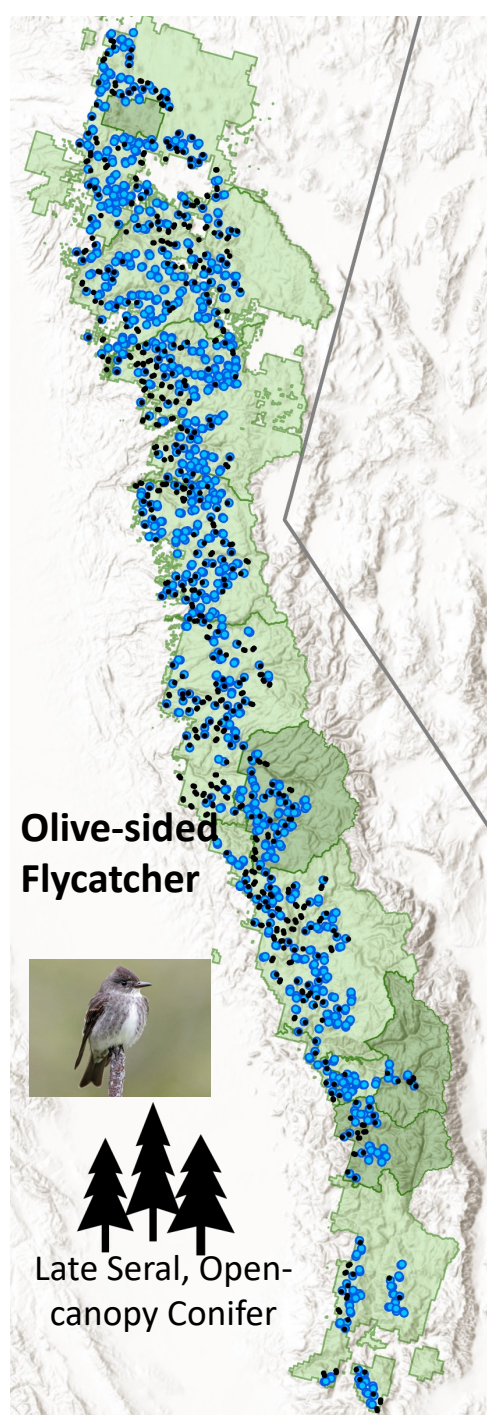 Olive-sided
Flycatcher
Late Seral, Open-
canopy Conifer